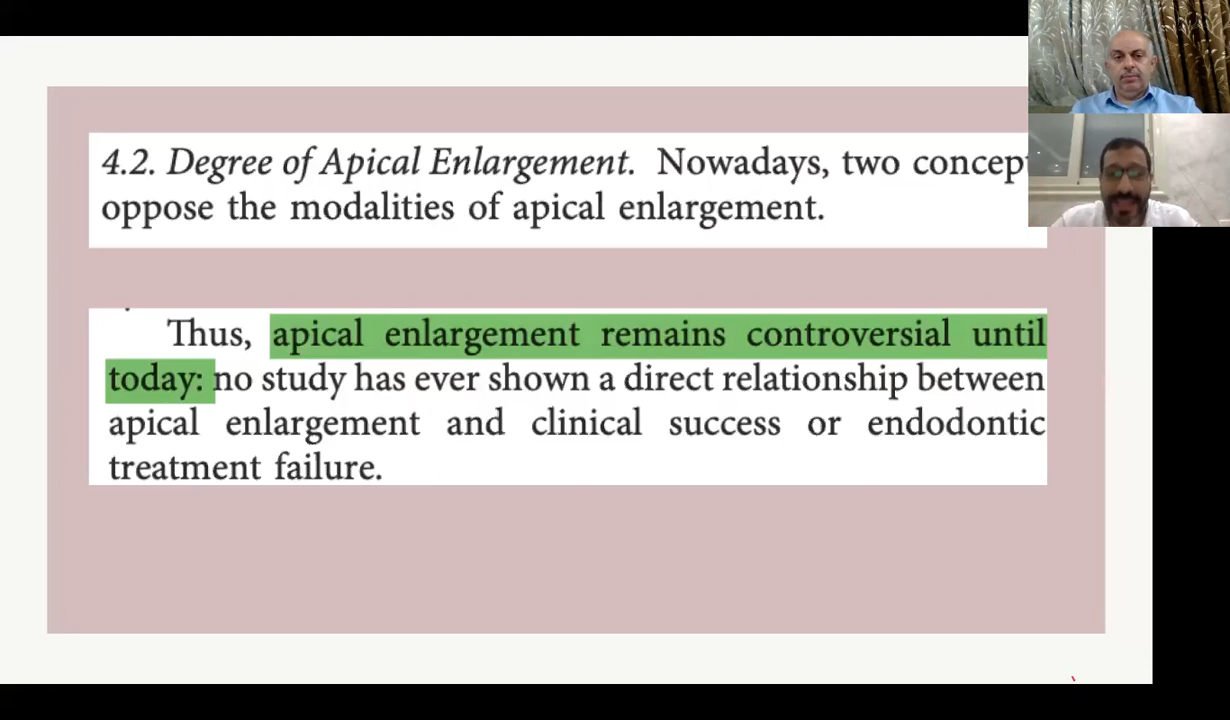 4.2. Degree of Apical Enlargement. Nowadays, two concept
oppose the modalities of apical enlargement.
Thus, apical enlargement remains controversial until
today: no study has ever shown a direct relationship between
apical enlargement and clinical success or endodontic
treatment failure.